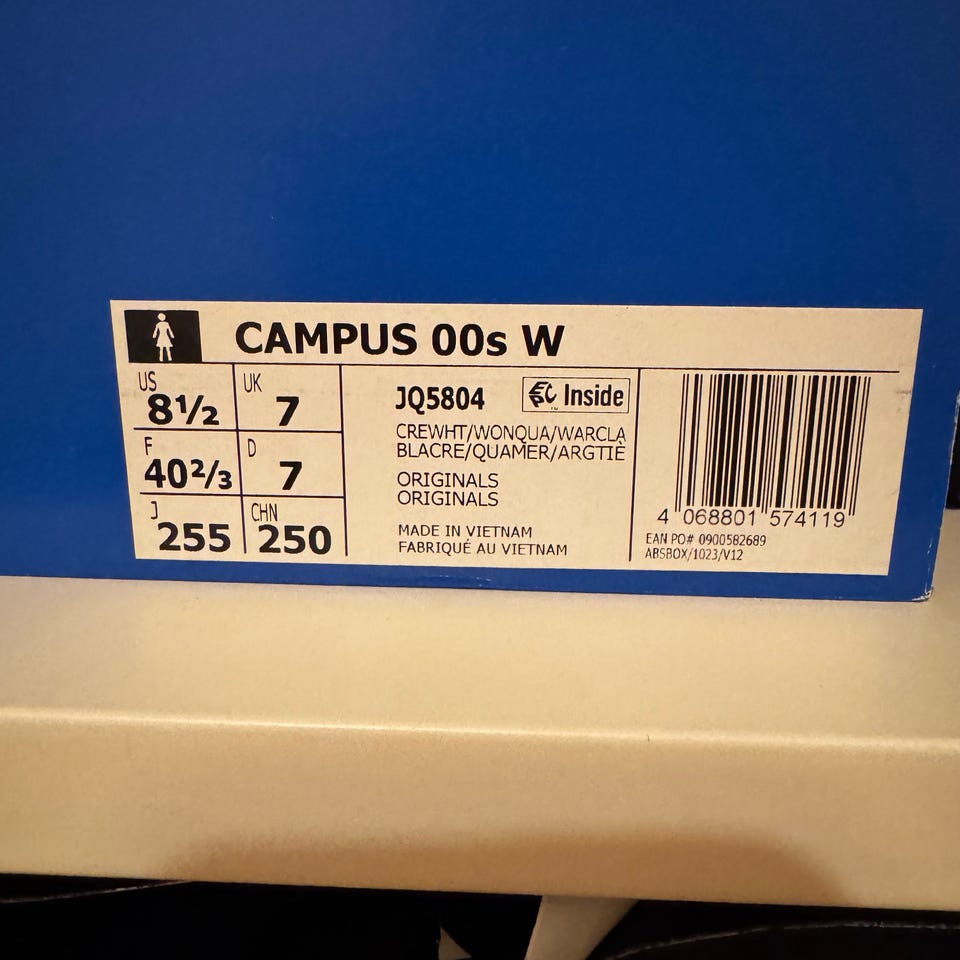 CAMPUS 00s W
US 8½
UK 7
F 40⅔
D 7
J 255
CHN 250
JQ5804
Inside
CREWHT/WONQUA/WARCLA
BLACRE/QUAMER/ARGTIÈ
ORIGINALS
ORIGINALS
MADE IN VIETNAM
FABRIQUÉ AU VIETNAM
4 068801 574119
EAN PO# 0900582689
ABSBOX/1023/V12